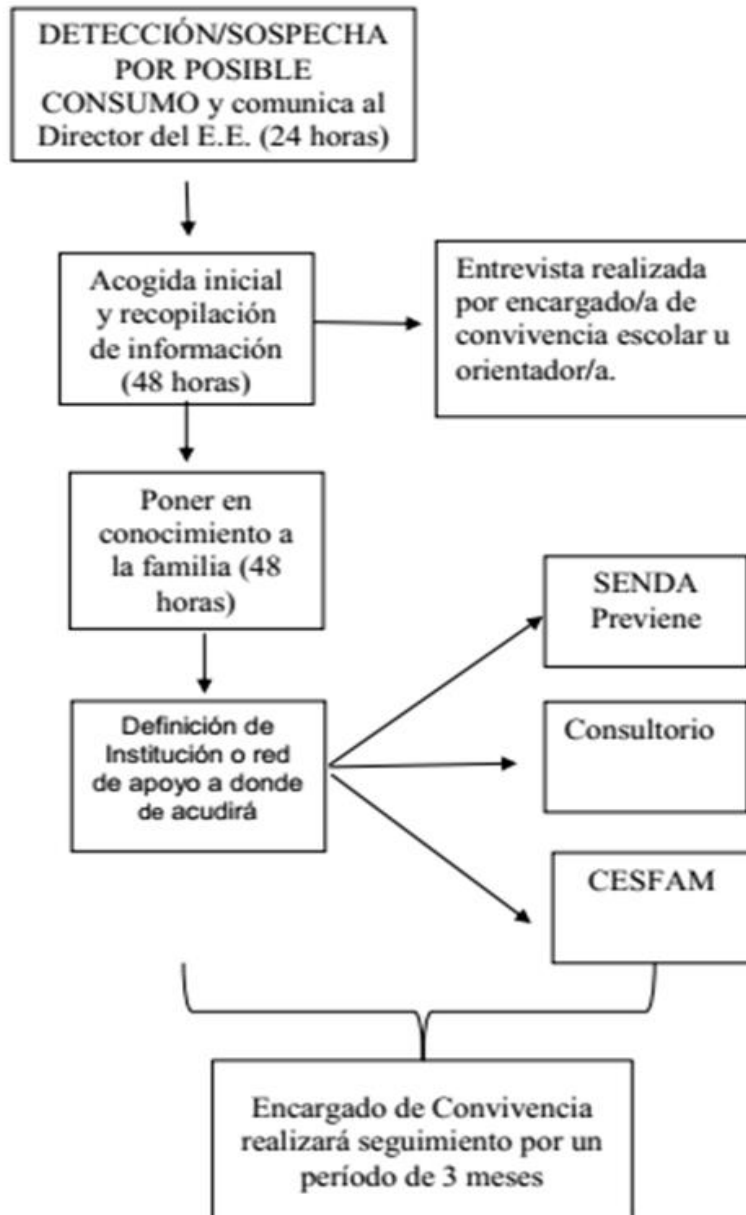 DETECCIÓN/SOSPECHA
POR POSIBLE
CONSUMO y comunica al
Director del E.E. (24 horas)
Acogida inicial
y recopilación
de información
(48 horas)
Entrevista realizada
por encargado/a de
convivencia escolar u
orientador/a.
Poner en
conocimiento a
la familia (48
horas)
SENDA
Previene
Definición de
Institución o red
de apoyo a donde
de acudirá
Consultorio
CESFAM
Encargado de Convivencia
realizará seguimiento por un
período de 3 meses